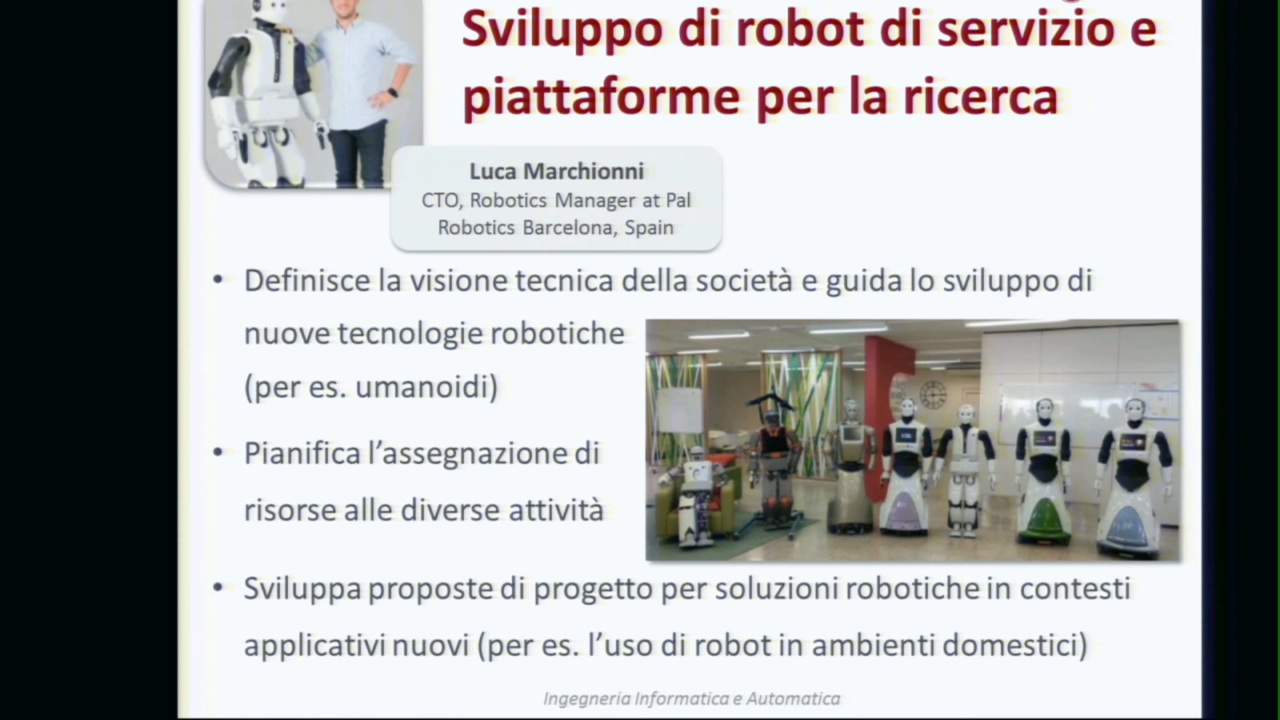 Sviluppo di robot di servizio e
piattaforme per la ricerca
Luca Marchionni
CTO, Robotics Manager at Pal
Robotics Barcelona, Spain
• Definisce la visione tecnica della società e guida lo sviluppo di
nuove tecnologie robotiche
(per es. umanoidi)
• Pianifica l’assegnazione di
risorse alle diverse attività
• Sviluppa proposte di progetto per soluzioni robotiche in contesti
applicativi nuovi (per es. l’uso di robot in ambienti domestici)
Ingegneria Informatica e Automatica